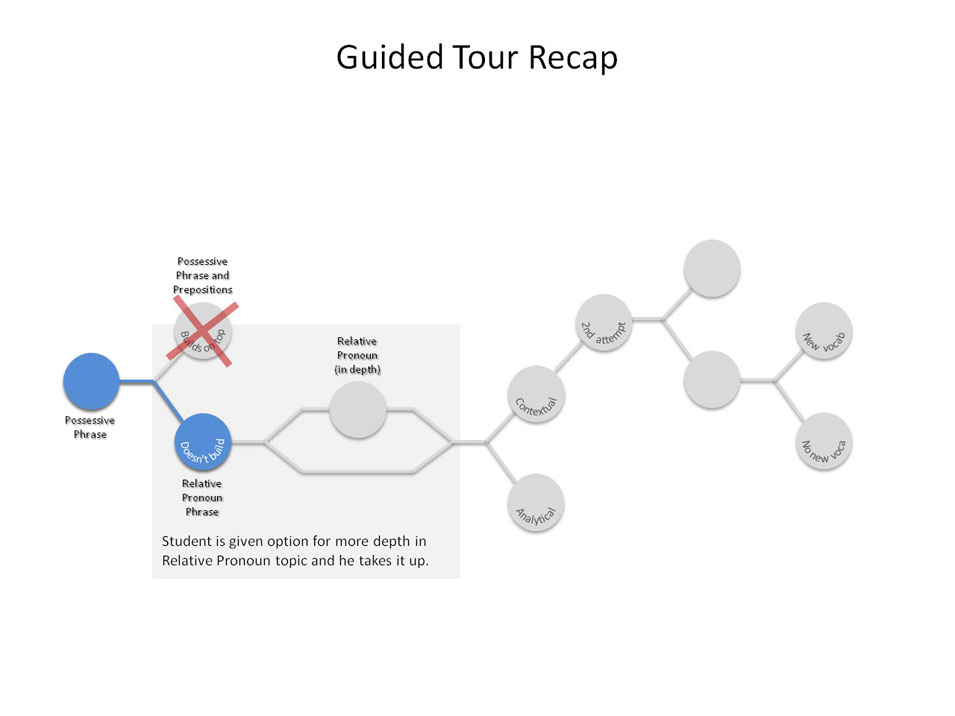 Guided Tour Recap
Possessive
Phrase and
Prepositions
Builds on top
Possessive
Phrase
Doesn't build
Relative
Pronoun
Phrase
Relative
Pronoun
(in depth)
Student is given option for more depth in
Relative Pronoun topic and he takes it up.
Contextual
Analytical
2nd attempt
New vocab
No new voca